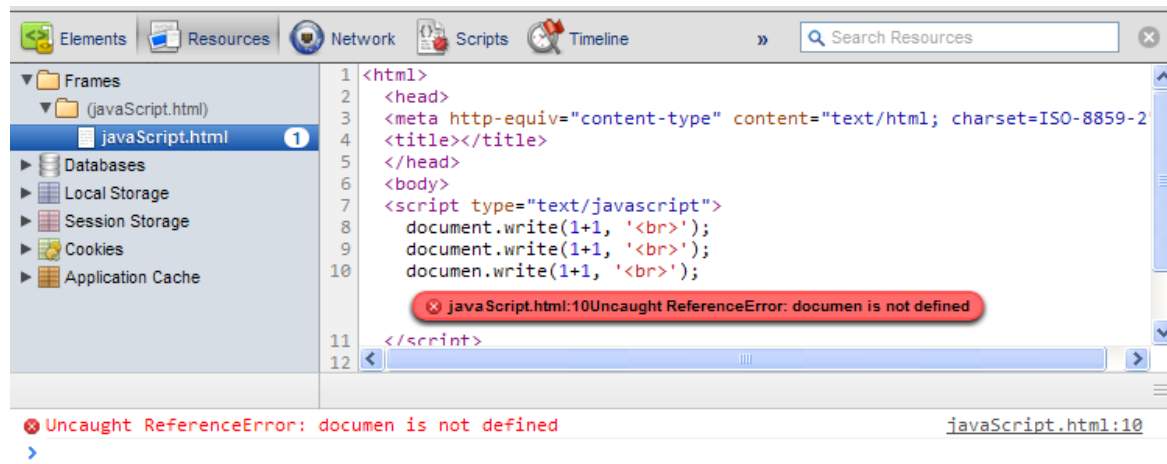 Elements Resources Network Scripts Timeline » Search Resources
Frames
(javaScript.html)
javaScript.html 1
Databases
Local Storage
Session Storage
Cookies
Application Cache
1 <html>
2 <head>
3 <meta http-equiv="content-type" content="text/html; charset=ISO-8859-2"
4 <title></title>
5 </head>
6 <body>
7 <script type="text/javascript">
8 document.write(1+1, '<br>');
9 document.write(1+1, '<br>');
10 documen.write(1+1, '<br>');
javaScript.html:10Uncaught ReferenceError: documen is not defined
11 </script>
12
Uncaught ReferenceError: documen is not defined javaScript.html:10
>